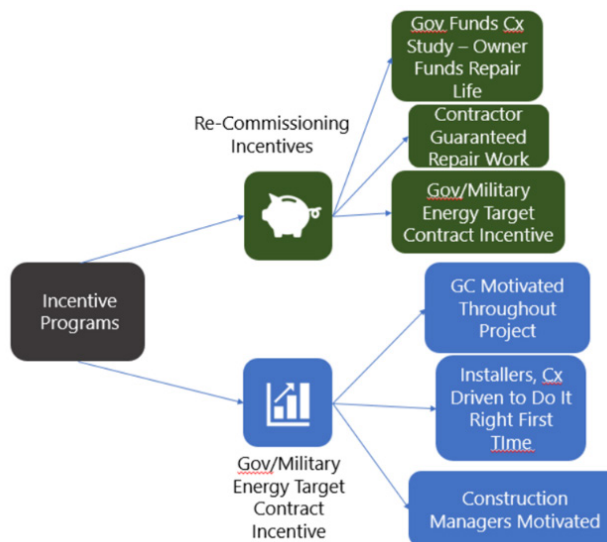 Gov Funds Cx
Study – Owner
Funds Repair
Life
Re-Commissioning
Incentives
Contractor
Guaranteed
Repair Work
Gov/Military
Energy Target
Contract Incentive
Incentive
Programs
GC Motivated
Throughout
Project
Installers, Cx
Driven to Do It
Right First
TIme
Gov/Military
Energy Target
Contract
Incentive
Construction
Managers Motivated